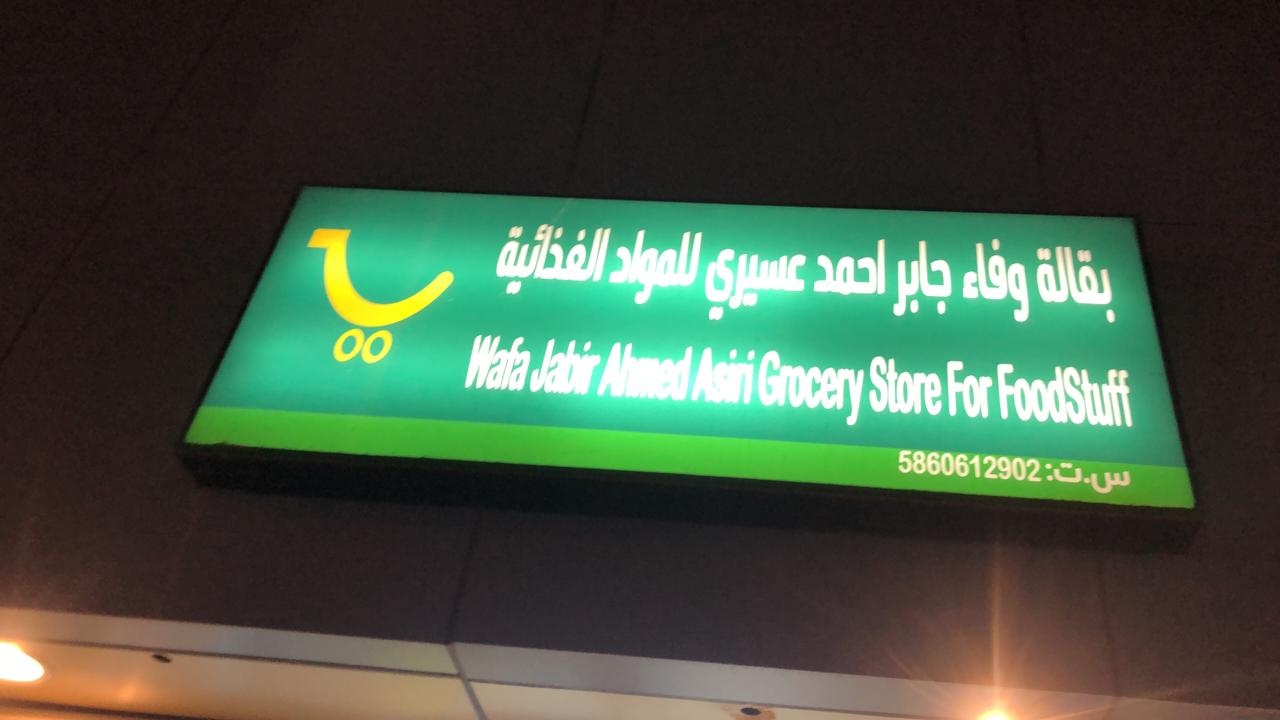 بقالة وفاء جابر احمد عسيري للمواد الغذائية
Wafa Jabir Ahmed Asiri Grocery Store For FoodStuff
س.ت: 5860612902